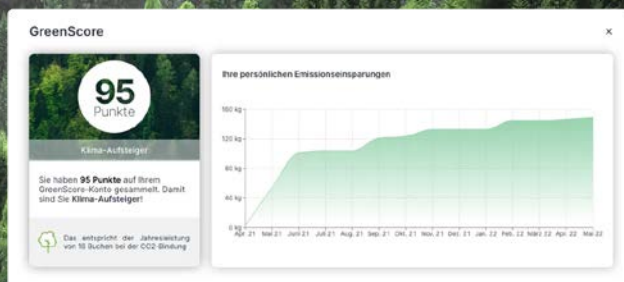 GreenScore
x
95
Punkte
Klima-Aufsteiger
Sie haben 95 Punkte auf Ihrem
GreenScore-Konto gesammelt. Damit
sind Sie Klima-Aufsteiger!
Das entspricht der Jahresleistung
von 10 Buchen bei der CO2-Bindung
Ihre persönlichen Emissionseinsparungen
160 kg
120 kg
80 kg
40 kg
0 kg
Apr. 21 Mai 21 Juni 21 Juli 21 Aug. 21 Sep. 21 Okt. 21 Nov. 21 Dez. 21 Jan. 22 Feb. 22 März 22 Apr. 22 Mai 22